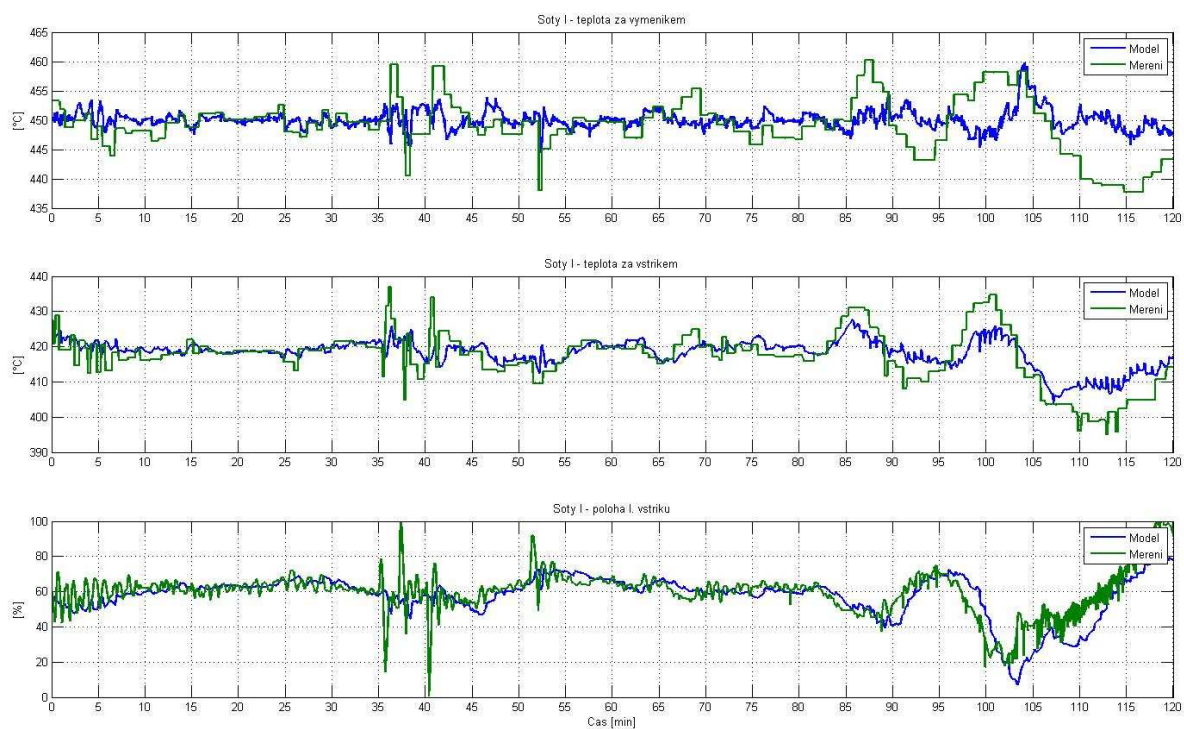 Soty I - teplota za vymenikem
465
460
455
450
445
440
435
[°C]
Model
Mereni
0 5 10 15 20 25 30 35 40 45 50 55 60 65 70 75 80 85 90 95 100 105 110 115 120
Soty I - teplota za vstrikem
440
430
420
410
400
390
[°C]
Model
Mereni
0 5 10 15 20 25 30 35 40 45 50 55 60 65 70 75 80 85 90 95 100 105 110 115 120
Soty I - poloha I. vstriku
100
80
60
40
20
0
[%]
Model
Mereni
0 5 10 15 20 25 30 35 40 45 50 55 60 65 70 75 80 85 90 95 100 105 110 115 120
Cas [min]